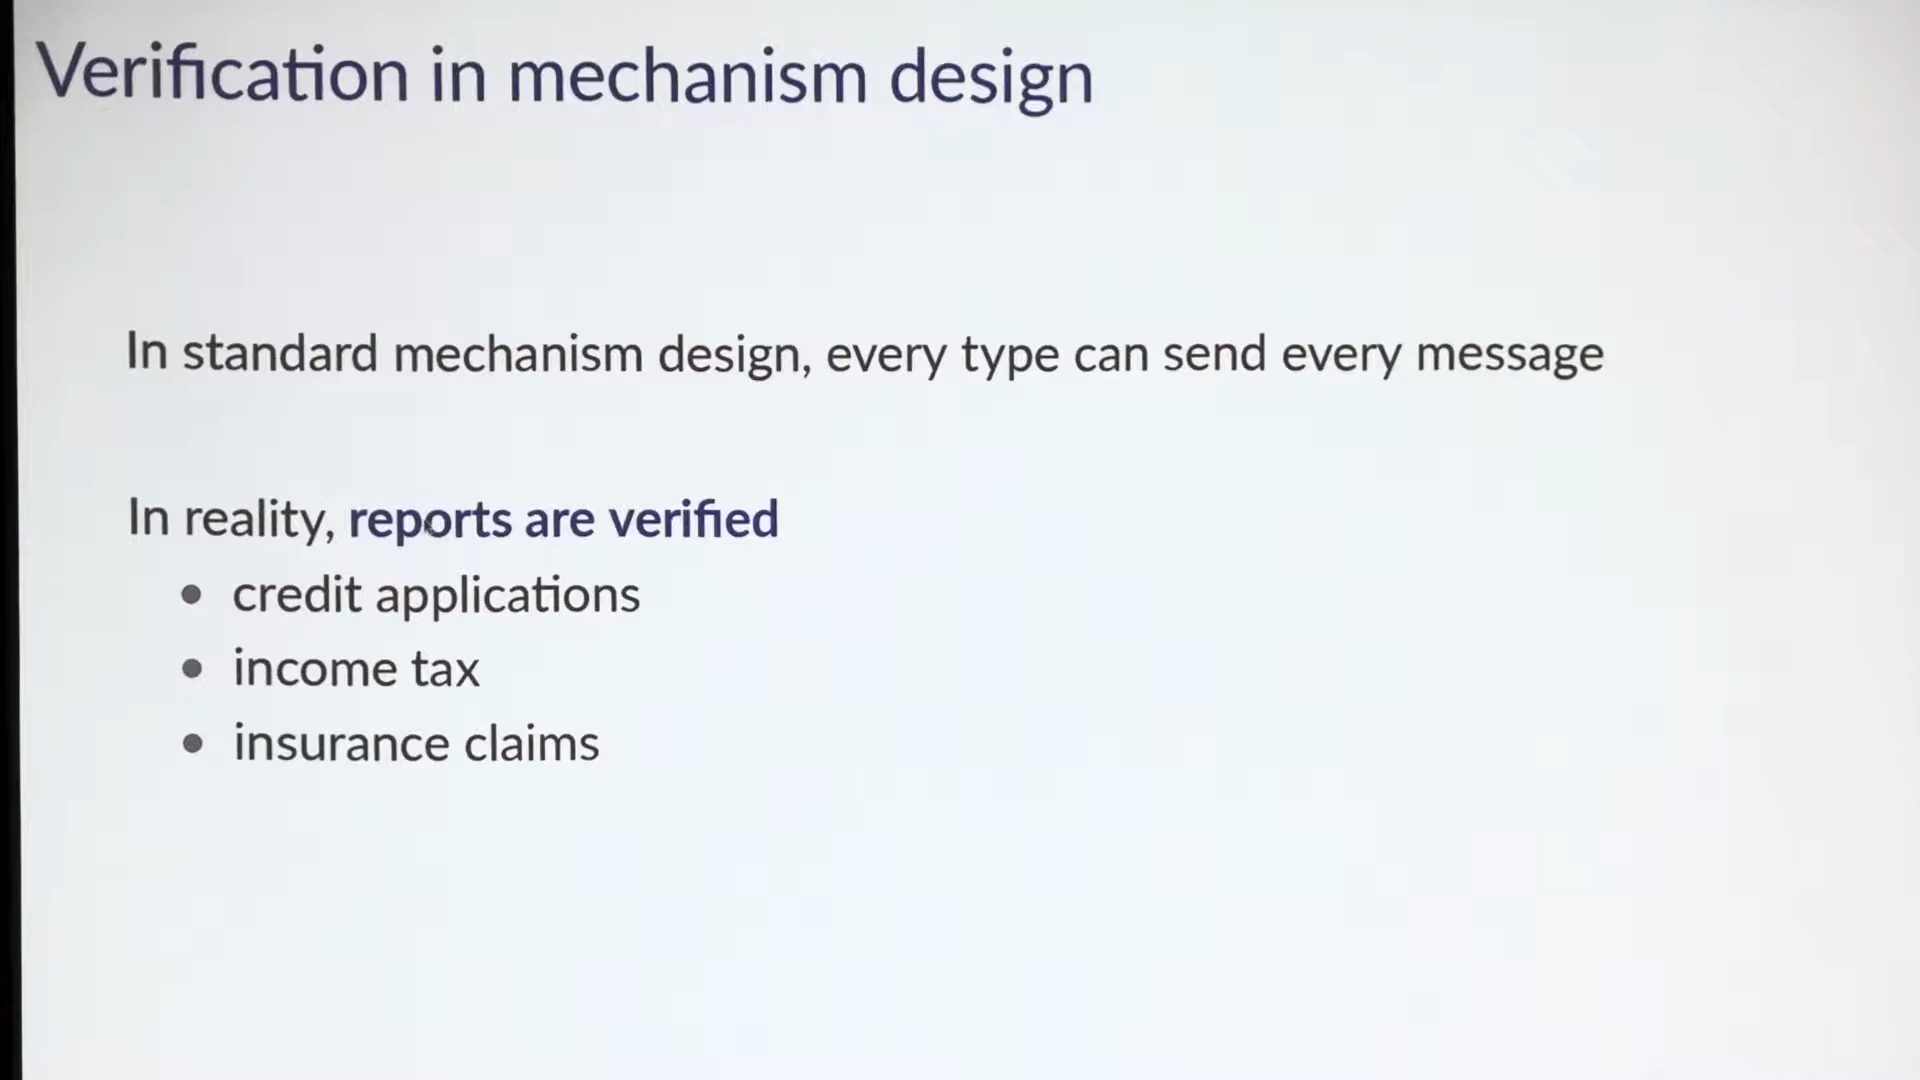 Verification in mechanism design
In standard mechanism design, every type can send every message
In reality, reports are verified
• credit applications
• income tax
• insurance claims